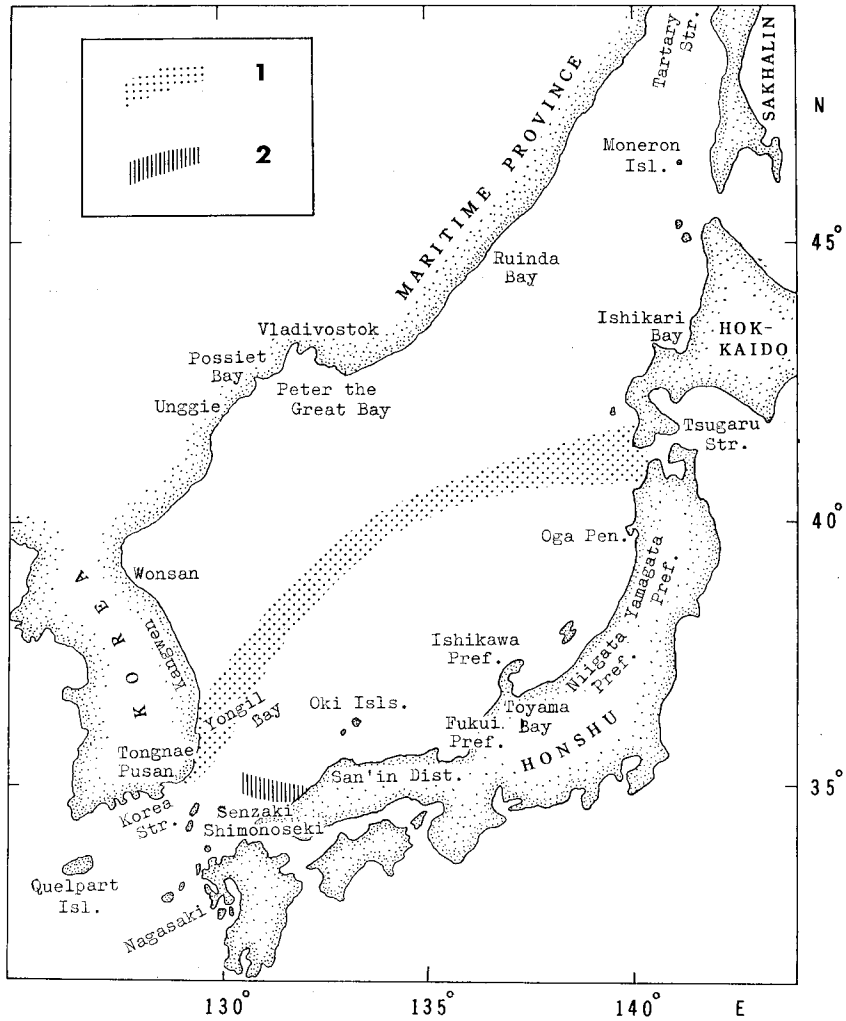 1
2
Tartary
Str.
SAKHALIN
N
MARITIME PROVINCE
Moneron
Isl.
45°
Ruinda
Bay
Ishikari
Bay
HOK-
KAIDO
Vladivostok
Possiet
Bay
Peter the
Great Bay
Unggie
Tsugaru
Str.
40°
Oga Pen.
KOREA
Wonsan
Kangwen
Yamagata
Pref.
Niigata
Pref.
Ishikawa
Pref.
Yongil
Bay
Oki Isls.
Toyama
Bay
Fukui
Pref.
HONSHU
Tongnae
Pusan
San'in Dist.
35°
Korea
Str.
Senzaki
Shimonoseki
Quelpart
Isl.
Nagasaki
130°
135°
140°
E